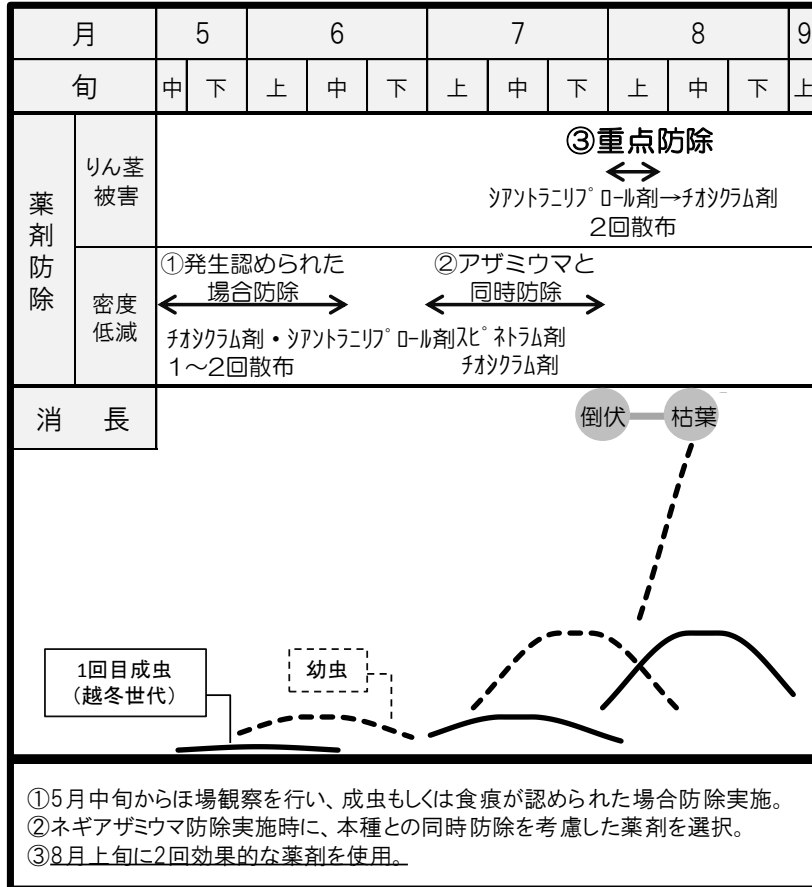 月 5 6 7 8 9
旬 中 下 上 中 下 上 中 下 上 中 下 上
薬剤防除
りん茎
被害
③重点防除
シアントラニリプロール剤→チオシクラム剤
2回散布
密度
低減
①発生認められた
場合防除
チオシクラム剤・シアントラニリプロール剤
1～2回散布
②アザミウマと
同時防除
スピネトラム剤
チオシクラム剤
消 長
倒伏 枯葉
1回目成虫
（越冬世代）
幼虫
①5月中旬からほ場観察を行い、成虫もしくは食痕が認められた場合防除実施。
②ネギアザミウマ防除実施時に、本種との同時防除を考慮した薬剤を選択。
③8月上旬に2回効果的な薬剤を使用。